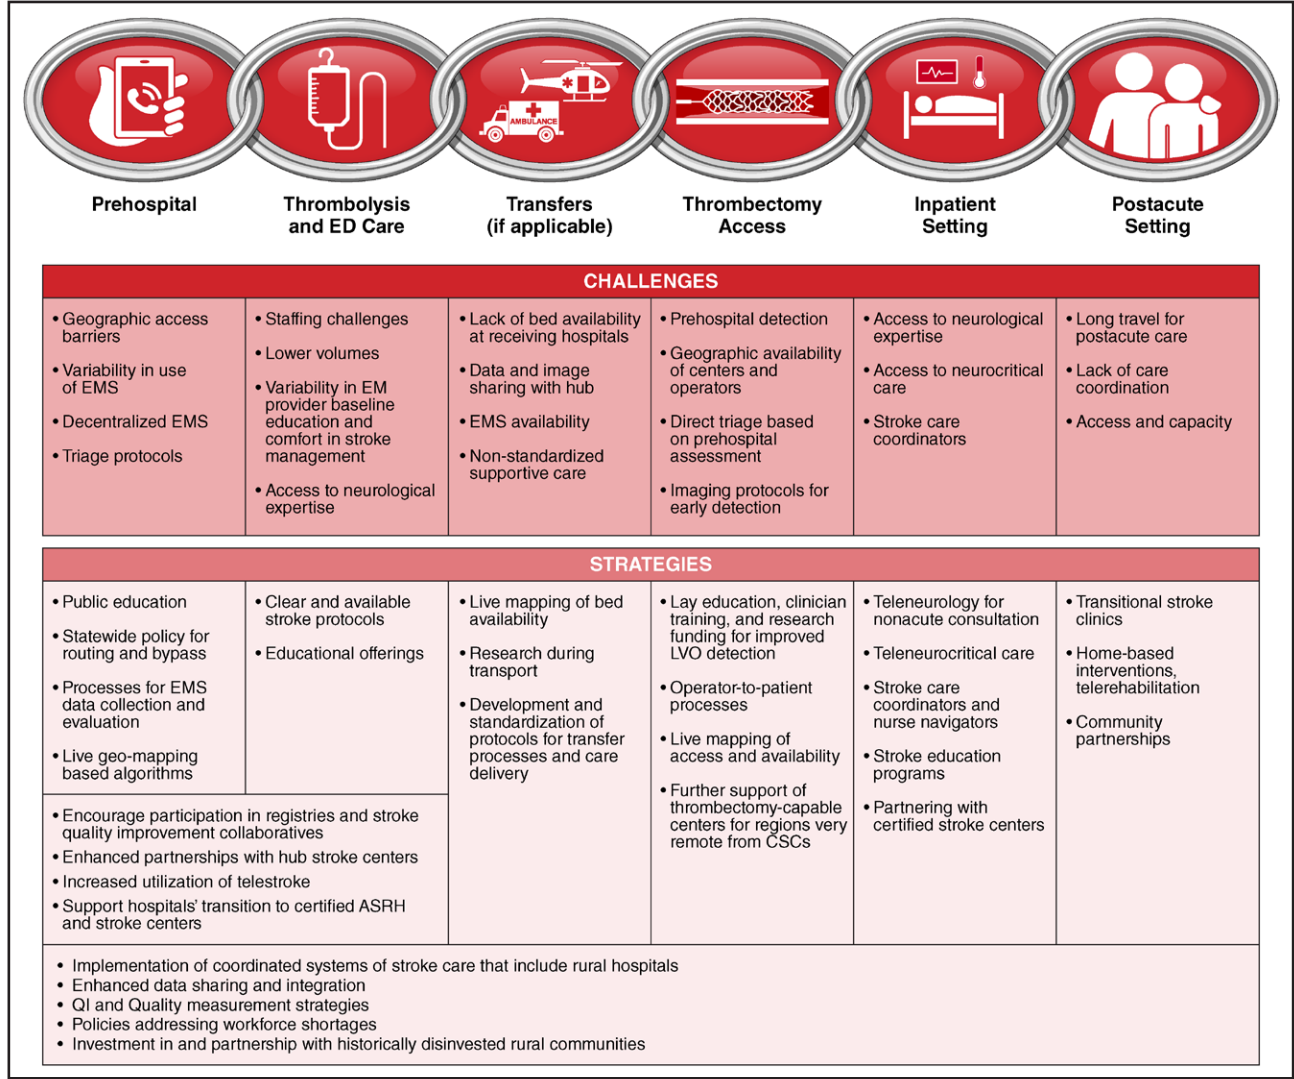 AMBULANCE
Prehospital
Thrombolysis
and ED Care
Transfers
(if applicable)
Thrombectomy
Access
Inpatient
Setting
Postacute
Setting
CHALLENGES
• Geographic access
barriers
• Variability in use
of EMS
• Decentralized EMS
• Triage protocols
• Staffing challenges
• Lower volumes
• Variability in EM
provider baseline
education and
comfort in stroke
management
• Access to neurological
expertise
• Lack of bed availability
at receiving hospitals
• Data and image
sharing with hub
• EMS availability
• Non-standardized
supportive care
• Prehospital detection
• Geographic availability
of centers and
operators
• Direct triage based
on prehospital
assessment
• Imaging protocols for
early detection
• Access to neurological
expertise
• Access to neurocritical
care
• Stroke care
coordinators
• Long travel for
postacute care
• Lack of care
coordination
• Access and capacity
STRATEGIES
• Public education
• Statewide policy for
routing and bypass
• Processes for EMS
data collection and
evaluation
• Live geo-mapping
based algorithms
• Clear and available
stroke protocols
• Educational offerings
• Encourage participation in registries and stroke
quality improvement collaboratives
• Enhanced partnerships with hub stroke centers
• Increased utilization of telestroke
• Support hospitals' transition to certified ASRH
and stroke centers
• Live mapping of bed
availability
• Research during
transport
• Development and
standardization of
protocols for transfer
processes and care
delivery
• Lay education, clinician
training, and research
funding for improved
LVO detection
• Operator-to-patient
processes
• Live mapping of
access and availability
• Further support of
thrombectomy-capable
centers for regions very
remote from CSCs
• Teleneurology for
nonacute consultation
• Teleneurocritical care
• Stroke care
coordinators and
nurse navigators
• Stroke education
programs
• Partnering with
certified stroke centers
• Transitional stroke
clinics
• Home-based
interventions,
telerehabilitation
• Community
partnerships
• Implementation of coordinated systems of stroke care that include rural hospitals
• Enhanced data sharing and integration
• QI and Quality measurement strategies
• Policies addressing workforce shortages
• Investment in and partnership with historically disinvested rural communities